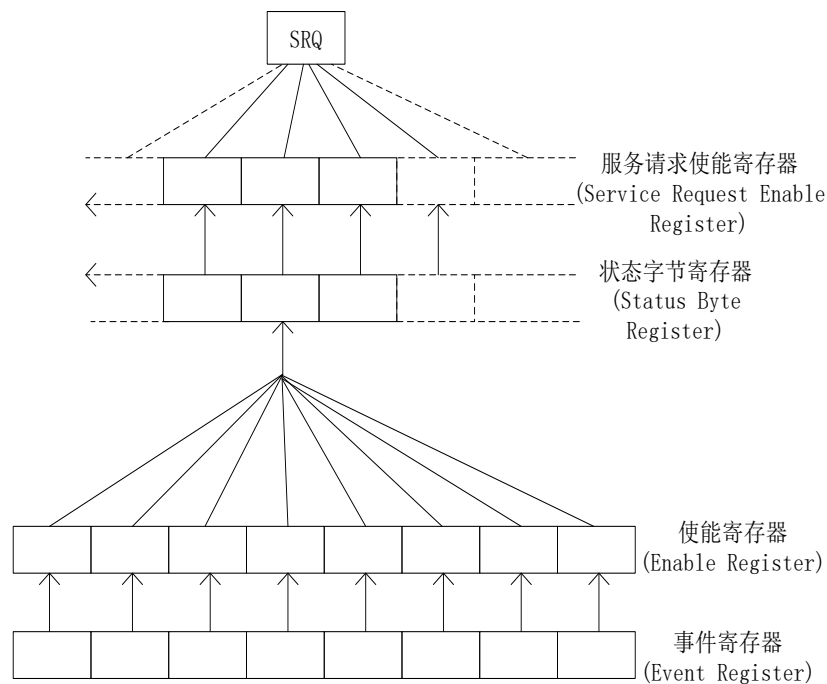 SRQ
服务请求使能寄存器
(Service Request Enable
Register)
状态字节寄存器
(Status Byte
Register)
使能寄存器
(Enable Register)
事件寄存器
(Event Register)